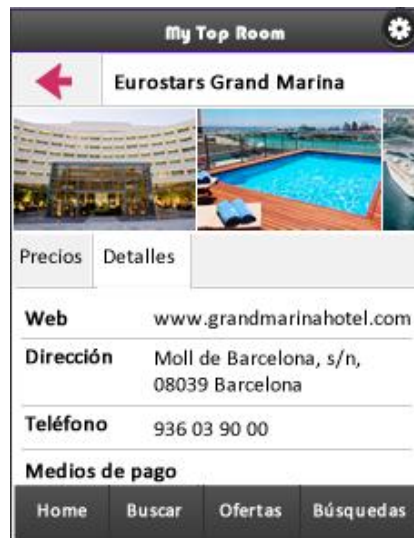 My Top Room
Eurostars Grand Marina
Precios Detalles
Web www.grandmarinahotel.com
Dirección Moll de Barcelona, s/n,
08039 Barcelona
Teléfono 936 03 90 00
Medios de pago
Home Buscar Ofertas Búsquedas